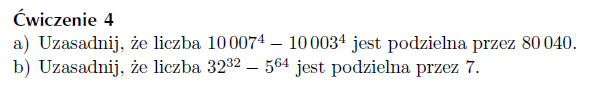 Ćwiczenie 4
a) Uzasadnij, że liczba 10 007⁴ − 10 003⁴ jest podzielna przez 80 040.
b) Uzasadnij, że liczba 32³² − 5⁶⁴ jest podzielna przez 7.